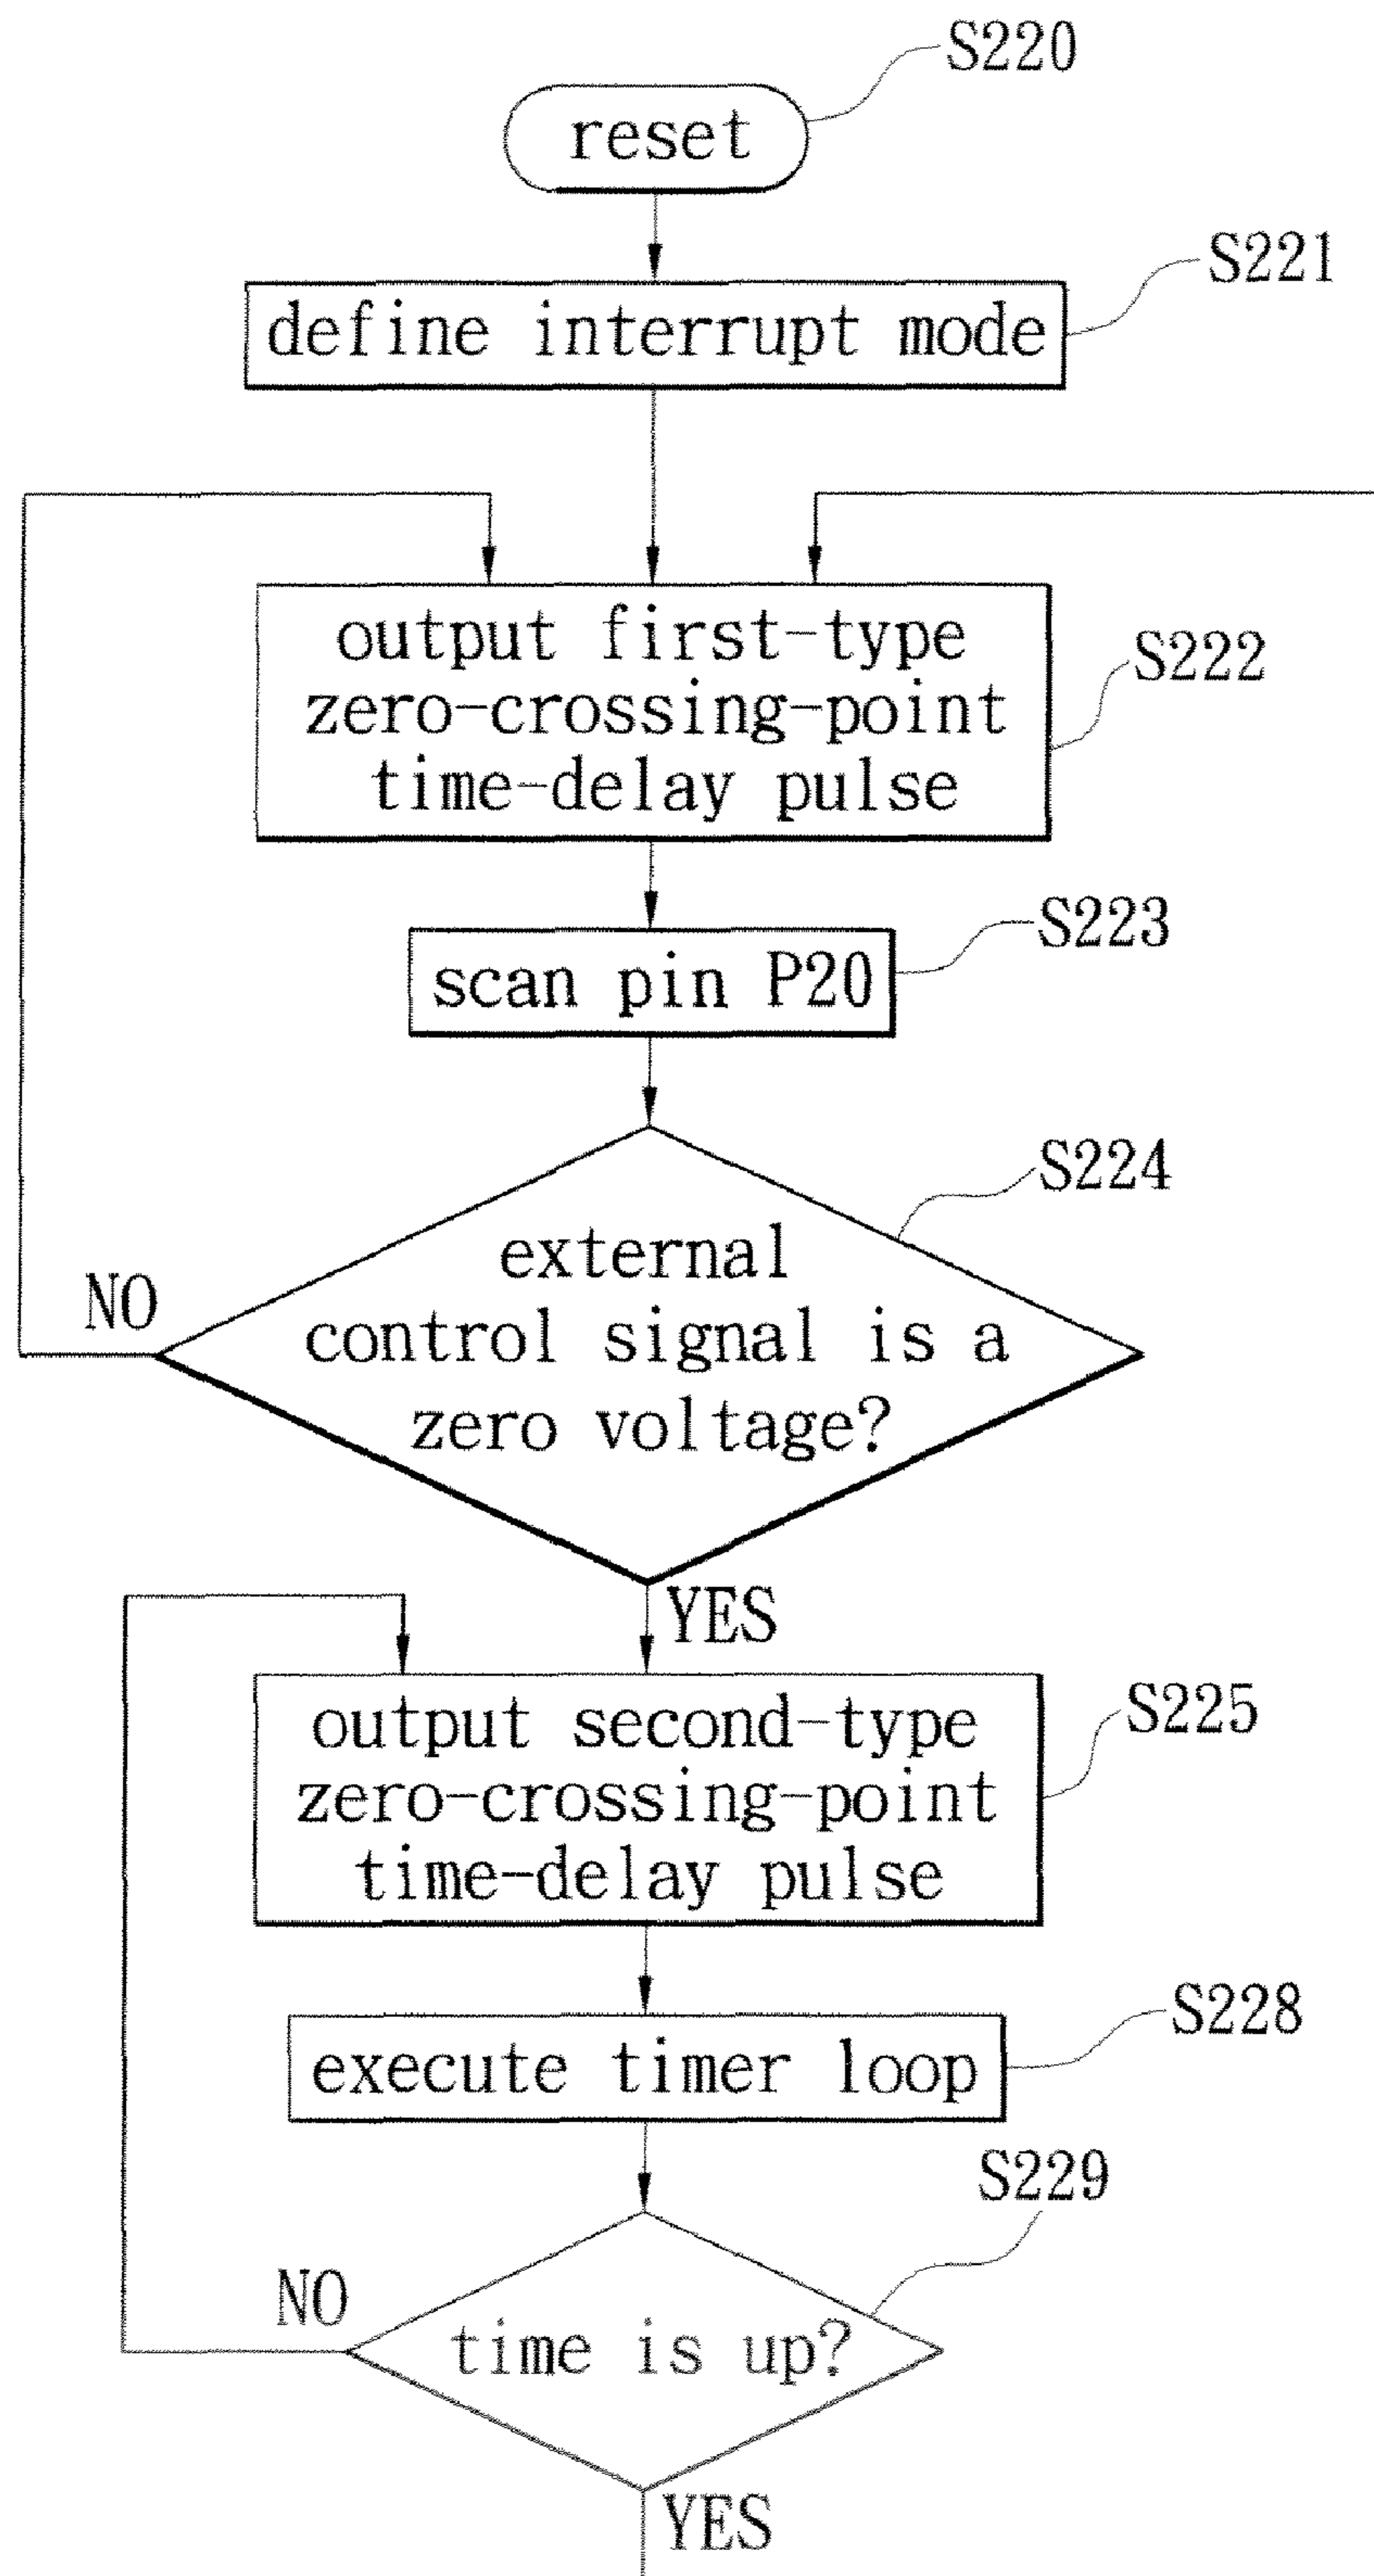 S220
reset
S221
define interrupt mode
output first-type
zero-crossing-point
time-delay pulse
S222
S223
scan pin P20
S224
external
control signal is a
zero voltage?
NO
YES
output second-type
zero-crossing-point
time-delay pulse
S225
S228
execute timer loop
S229
NO
time is up?
YES